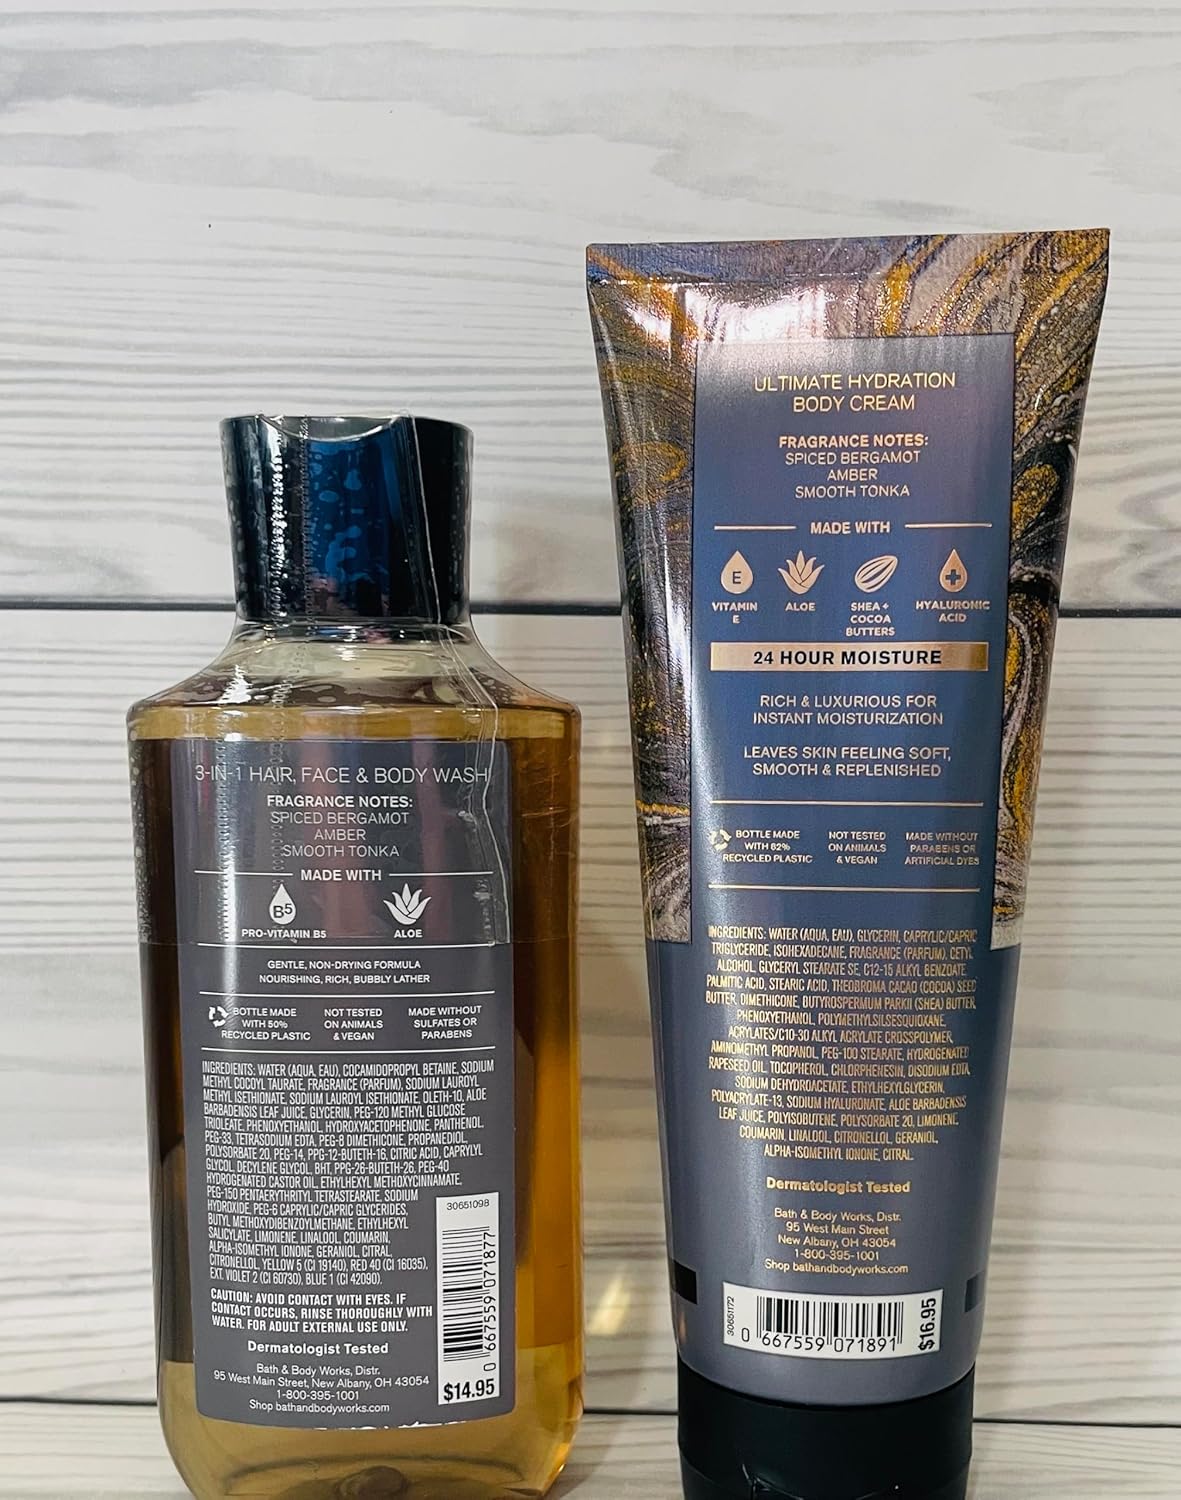 3-IN-1 HAIR, FACE & BODY WASH
FRAGRANCE NOTES:
SPICED BERGAMOT
AMBER
SMOOTH TONKA
MADE WITH
B5
PRO-VITAMIN B5
ALOE
GENTLE, NON-DRYING FORMULA
NOURISHING, RICH, BUBBLY LATHER
BOTTLE MADE
WITH 50%
RECYCLED PLASTIC
NOT TESTED
ON ANIMALS
& VEGAN
MADE WITHOUT
SULFATES OR
PARABENS
INGREDIENTS: WATER (AQUA, EAU), COCAMIDOPROPYL BETAINE, SODIUM
METHYL COCOYL TAURATE, FRAGRANCE (PARFUM), SODIUM LAUROYL
METHYL ISETHIONATE, SODIUM LAUROYL ISETHIONATE, OLETH-10, ALOE
BARBADENSIS LEAF JUICE, GLYCERIN, PEG-120 METHYL GLUCOSE
TRIOLEATE, PHENOXYETHANOL, HYDROXYACETOPHENONE, PANTHENOL,
PEG-33, TETRASODIUM EDTA, PEG-8 DIMETHICONE, PROPANEDIOL,
POLYSORBATE 20, PEG-14, PPG-12-BUTETH-16, CITRIC ACID, CAPRYLYL
GLYCOL, DECYLENE GLYCOL, BHT, PPG-26-BUTETH-26, PEG-40
HYDROGENATED CASTOR OIL, ETHYLHEXYL METHOXYCINNAMATE,
PEG-150 PENTAERYTHRITYL TETRASTEARATE, SODIUM
HYDROXIDE, PEG-6 CAPRYLIC/CAPRIC GLYCERIDES,
BUTYL METHOXYDIBENZOYLMETHANE, ETHYLHEXYL
SALICYLATE, LIMONENE, LINALOOL, COUMARIN,
ALPHA-ISOMETHYL IONONE, GERANIOL, CITRAL,
CITRONELLOL, YELLOW 5 (CI 19140), RED 40 (CI 16035),
EXT. VIOLET 2 (CI 60730), BLUE 1 (CI 42090).
CAUTION: AVOID CONTACT WITH EYES. IF
CONTACT OCCURS, RINSE THOROUGHLY WITH
WATER. FOR ADULT EXTERNAL USE ONLY.
Dermatologist Tested
Bath & Body Works, Distr.
95 West Main Street, New Albany, OH 43054
1-800-395-1001
Shop bathandbodyworks.com
30651098
0 667559 071877
$14.95
ULTIMATE HYDRATION
BODY CREAM
FRAGRANCE NOTES:
SPICED BERGAMOT
AMBER
SMOOTH TONKA
MADE WITH
E
VITAMIN
E
ALOE
SHEA +
COCOA
BUTTERS
HYALURONIC
ACID
24 HOUR MOISTURE
RICH & LUXURIOUS FOR
INSTANT MOISTURIZATION
LEAVES SKIN FEELING SOFT,
SMOOTH & REPLENISHED
BOTTLE MADE
WITH 82%
RECYCLED PLASTIC
NOT TESTED
ON ANIMALS
& VEGAN
MADE WITHOUT
PARABENS OR
ARTIFICIAL DYES
INGREDIENTS: WATER (AQUA, EAU), GLYCERIN, CAPRYLIC/CAPRIC
TRIGLYCERIDE, ISOHEXADECANE, FRAGRANCE (PARFUM), CETYL
ALCOHOL, GLYCERYL STEARATE SE, C12-15 ALKYL BENZOATE,
PALMITIC ACID, STEARIC ACID, THEOBROMA CACAO (COCOA) SEED
BUTTER, DIMETHICONE, BUTYROSPERMUM PARKII (SHEA) BUTTER,
PHENOXYETHANOL, POLYMETHYLSILSESQUIOXANE,
ACRYLATES/C10-30 ALKYL ACRYLATE CROSSPOLYMER,
AMINOMETHYL PROPANOL, PEG-100 STEARATE, HYDROGENATED
RAPESEED OIL, TOCOPHEROL, CHLORPHENESIN, DISODIUM EDTA,
SODIUM DEHYDROACETATE, ETHYLHEXYLGLYCERIN,
POLYACRYLATE-13, SODIUM HYALURONATE, ALOE BARBADENSIS
LEAF JUICE, POLYISOBUTENE, POLYSORBATE 20, LIMONENE,
COUMARIN, LINALOOL, CITRONELLOL, GERANIOL,
ALPHA-ISOMETHYL IONONE, CITRAL.
Dermatologist Tested
Bath & Body Works, Distr.
95 West Main Street
New Albany, OH 43054
1-800-395-1001
Shop bathandbodyworks.com
30651172
0 667559 071891
$16.95